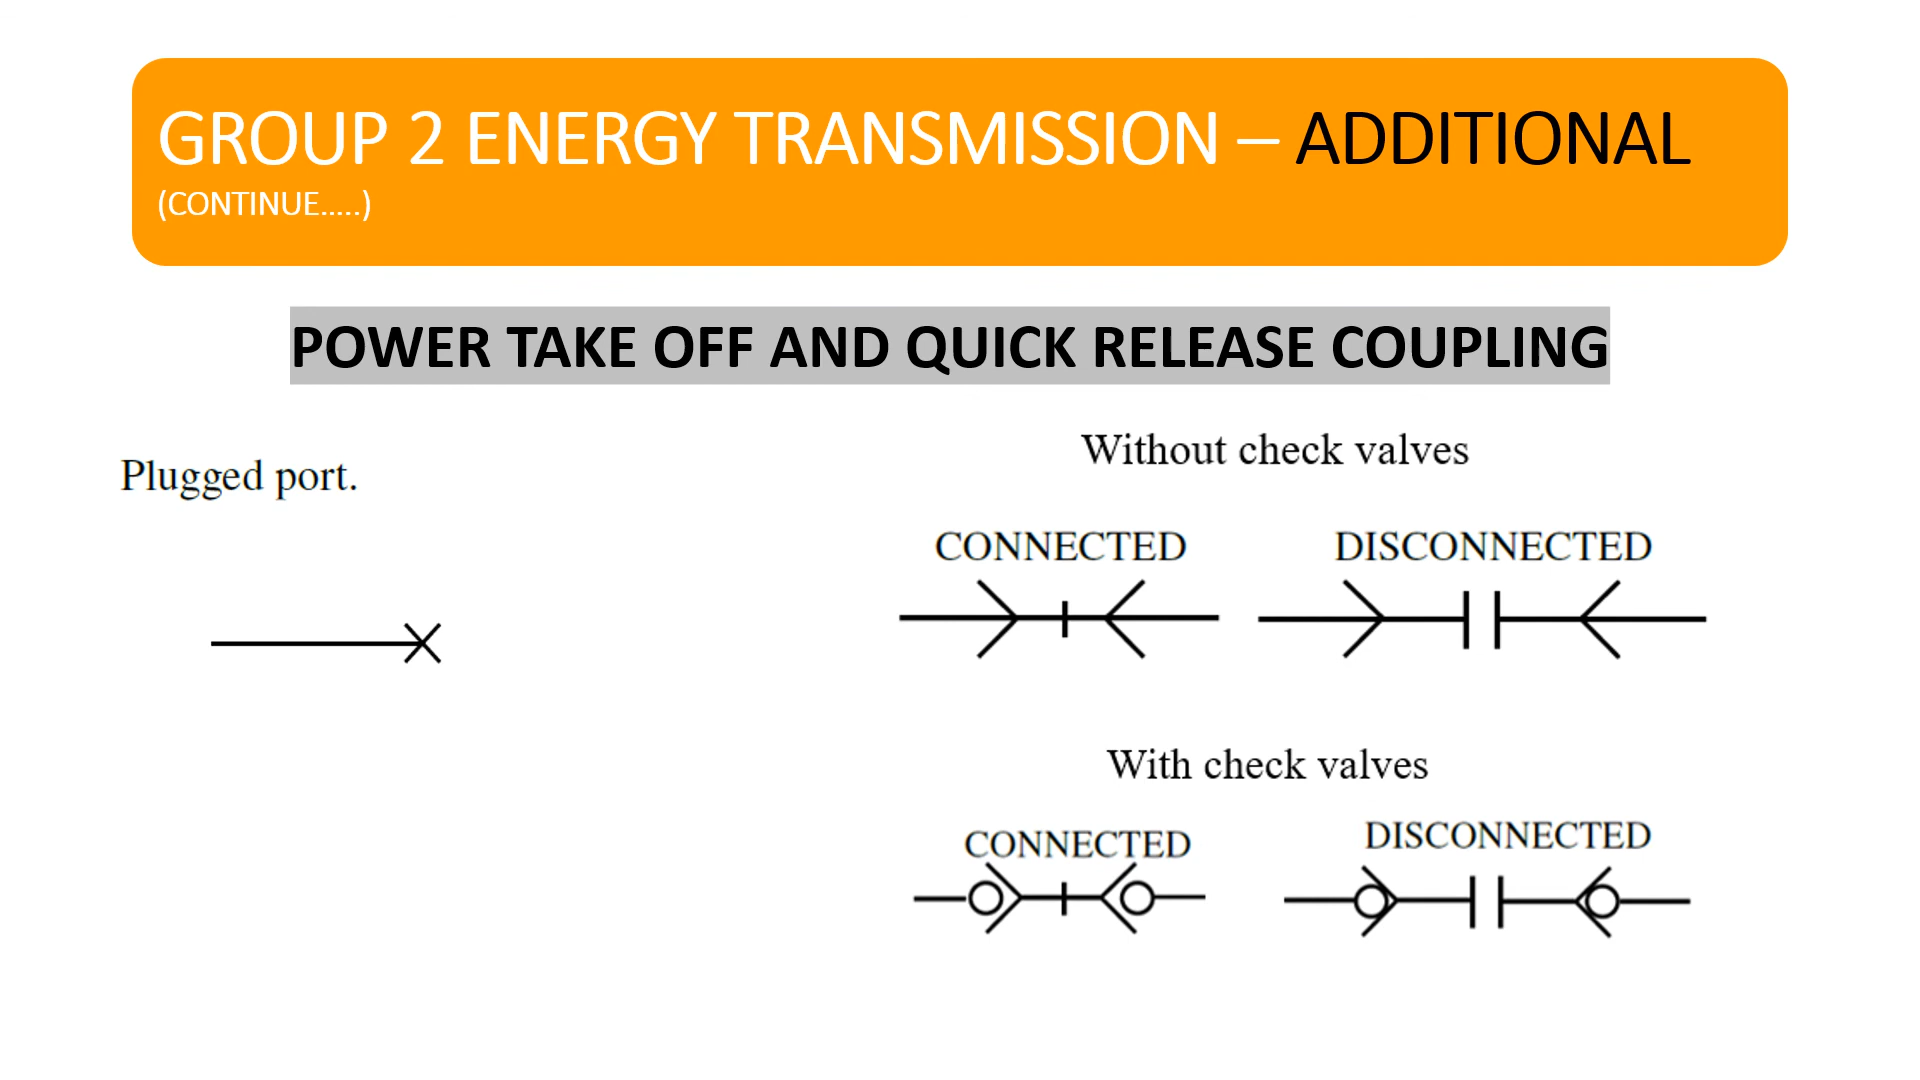 GROUP 2 ENERGY TRANSMISSION – ADDITIONAL
(CONTINUE.....)
POWER TAKE OFF AND QUICK RELEASE COUPLING
Plugged port.
Without check valves
CONNECTED DISCONNECTED
With check valves
CONNECTED DISCONNECTED